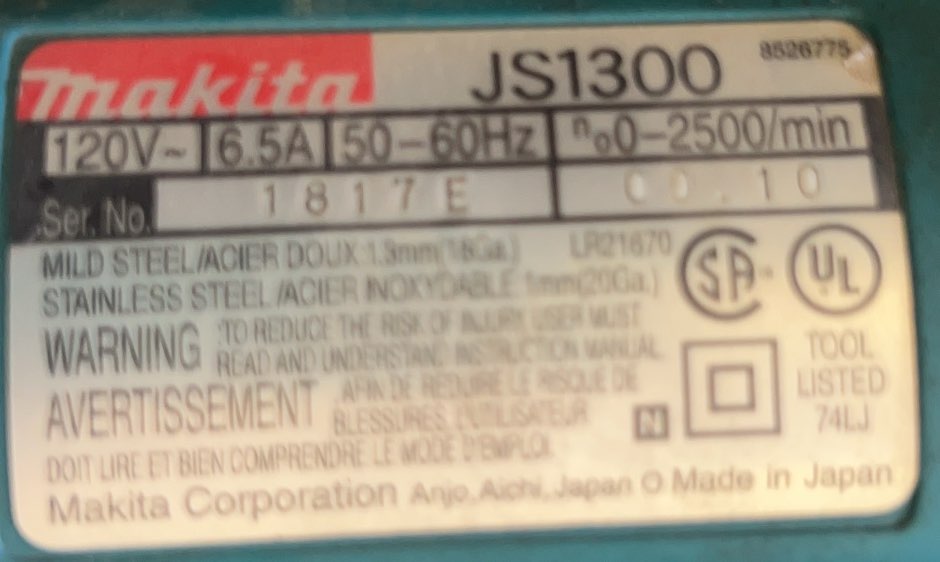 makita JS1300 8526775
120V~ 6.5A 50-60Hz n₀0-2500/min
Ser. No. 1817E 00.10
MILD STEEL/ACIER DOUX:1.3mm(18Ga.) LR21670
STAINLESS STEEL/ACIER INOXYDABLE:1mm(20Ga.)
SA UL
WARNING :TO REDUCE THE RISK OF INJURY, USER MUST
READ AND UNDERSTAND INSTRUCTION MANUAL.
AVERTISSEMENT :AFIN DE REDUIRE LE RISQUE DE
BLESSURES, L'UTILISATEUR
DOIT LIRE ET BIEN COMPRENDRE LE MODE D'EMPLOI.
N
TOOL
LISTED
74LJ
Makita Corporation Anjo, Aichi, Japan Made in Japan